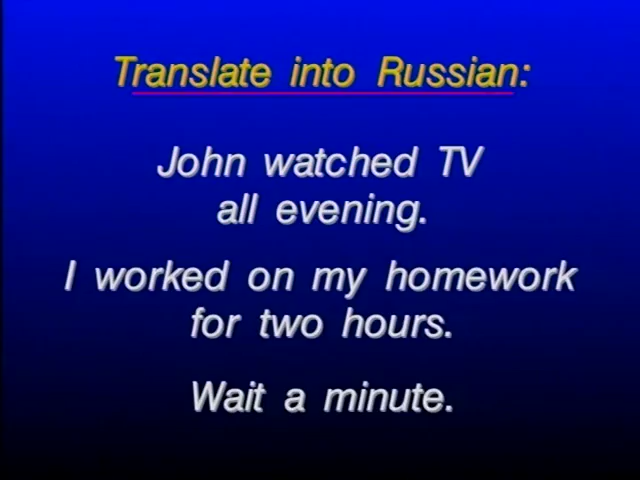 Translate into Russian:
John watched TV
all evening.
I worked on my homework
for two hours.
Wait a minute.